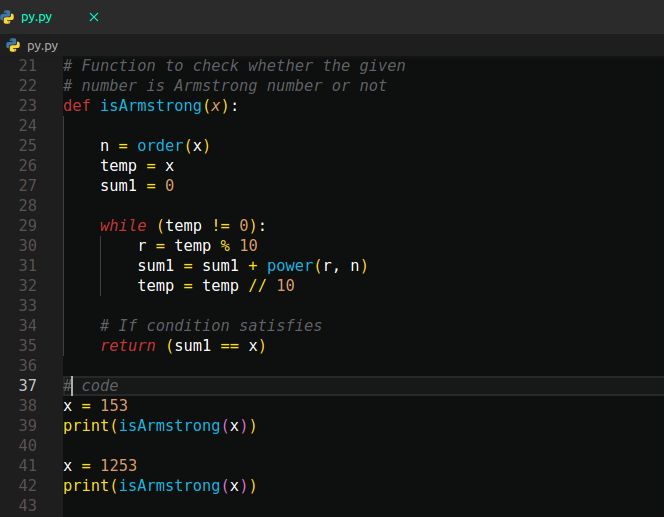 py.py
py.py
21 # Function to check whether the given
22 # number is Armstrong number or not
23 def isArmstrong(x):
24
25     n = order(x)
26     temp = x
27     sum1 = 0
28
29     while (temp != 0):
30         r = temp % 10
31         sum1 = sum1 + power(r, n)
32         temp = temp // 10
33
34     # If condition satisfies
35     return (sum1 == x)
36
37 # code
38 x = 153
39 print(isArmstrong(x))
40
41 x = 1253
42 print(isArmstrong(x))
43